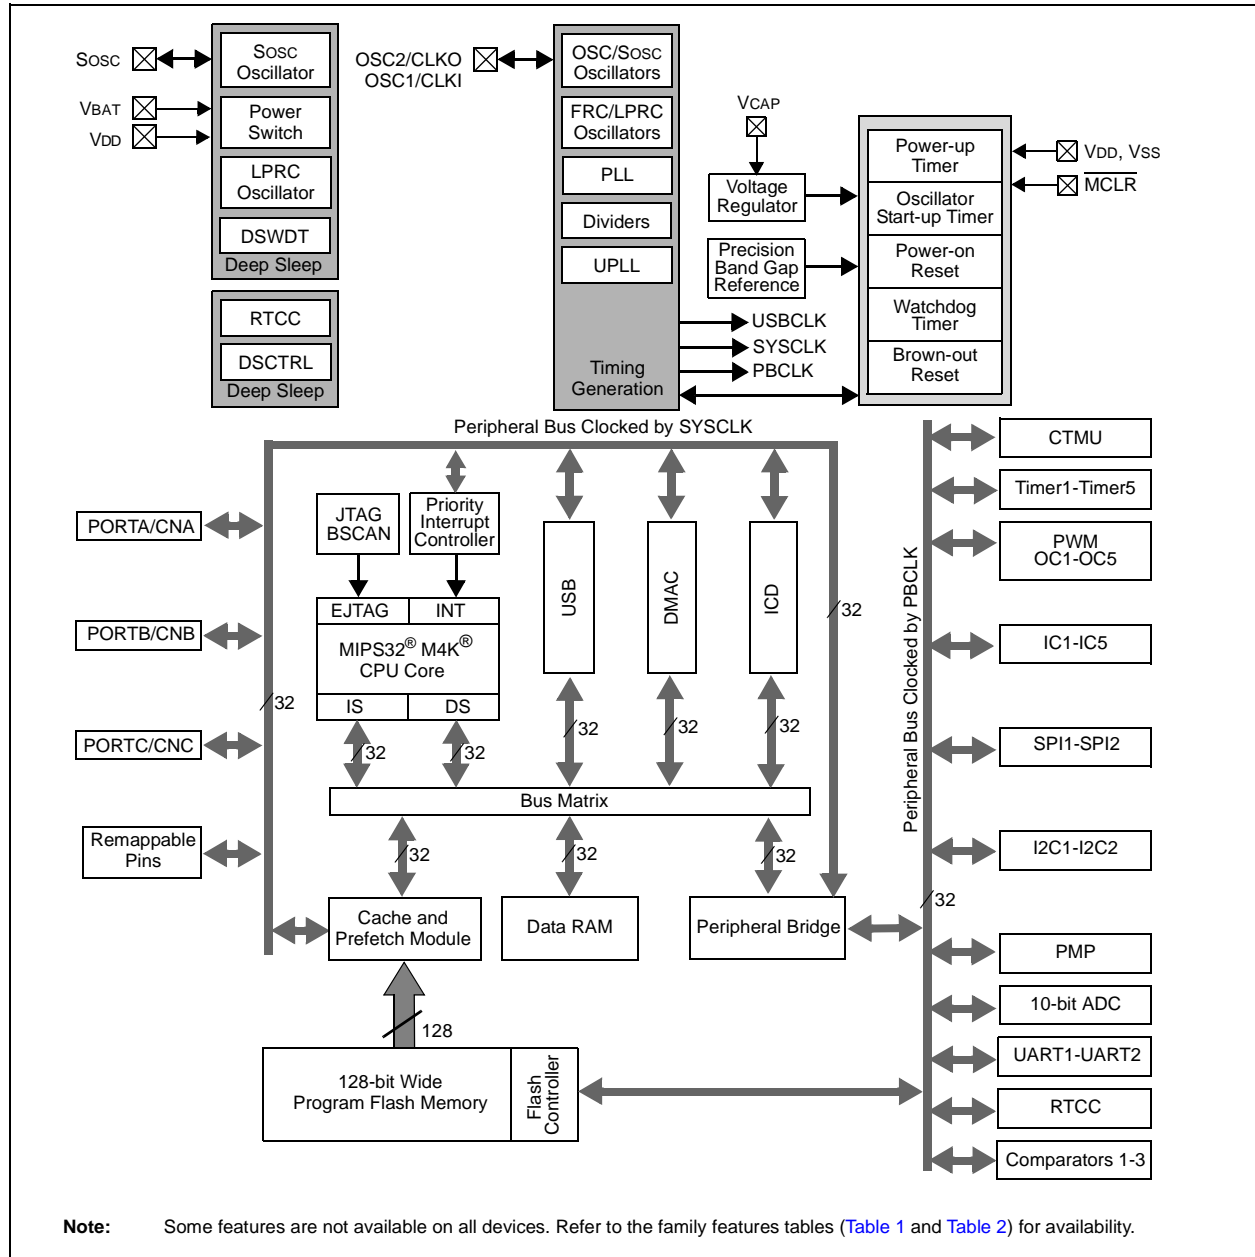 SOSC
SOSC
Oscillator
VBAT
VDD
Power
Switch
LPRC
Oscillator
DSWDT
Deep Sleep
RTCC
DSCTRL
Deep Sleep
OSC2/CLKO
OSC1/CLKI
OSC/SOSC
Oscillators
FRC/LPRC
Oscillators
PLL
Dividers
UPLL
Timing
Generation
USBCLK
SYSCLK
PBCLK
VCAP
Voltage
Regulator
Precision
Band Gap
Reference
Power-up
Timer
Oscillator
Start-up Timer
Power-on
Reset
Watchdog
Timer
Brown-out
Reset
VDD, VSS
MCLR
Peripheral Bus Clocked by SYSCLK
PORTA/CNA
PORTB/CNB
PORTC/CNC
Remappable
Pins
32
JTAG
BSCAN
Priority
Interrupt
Controller
EJTAG
INT
MIPS32® M4K®
CPU Core
IS
DS
32
32
USB
DMAC
ICD
32
32
32
32
Bus Matrix
32
32
32
Cache and
Prefetch Module
Data RAM
Peripheral Bridge
128
128-bit Wide
Program Flash Memory
Flash
Controller
Peripheral Bus Clocked by PBCLK
32
CTMU
Timer1-Timer5
PWM
OC1-OC5
IC1-IC5
SPI1-SPI2
I2C1-I2C2
PMP
10-bit ADC
UART1-UART2
RTCC
Comparators 1-3
Note: Some features are not available on all devices. Refer to the family features tables (Table 1 and Table 2) for availability.